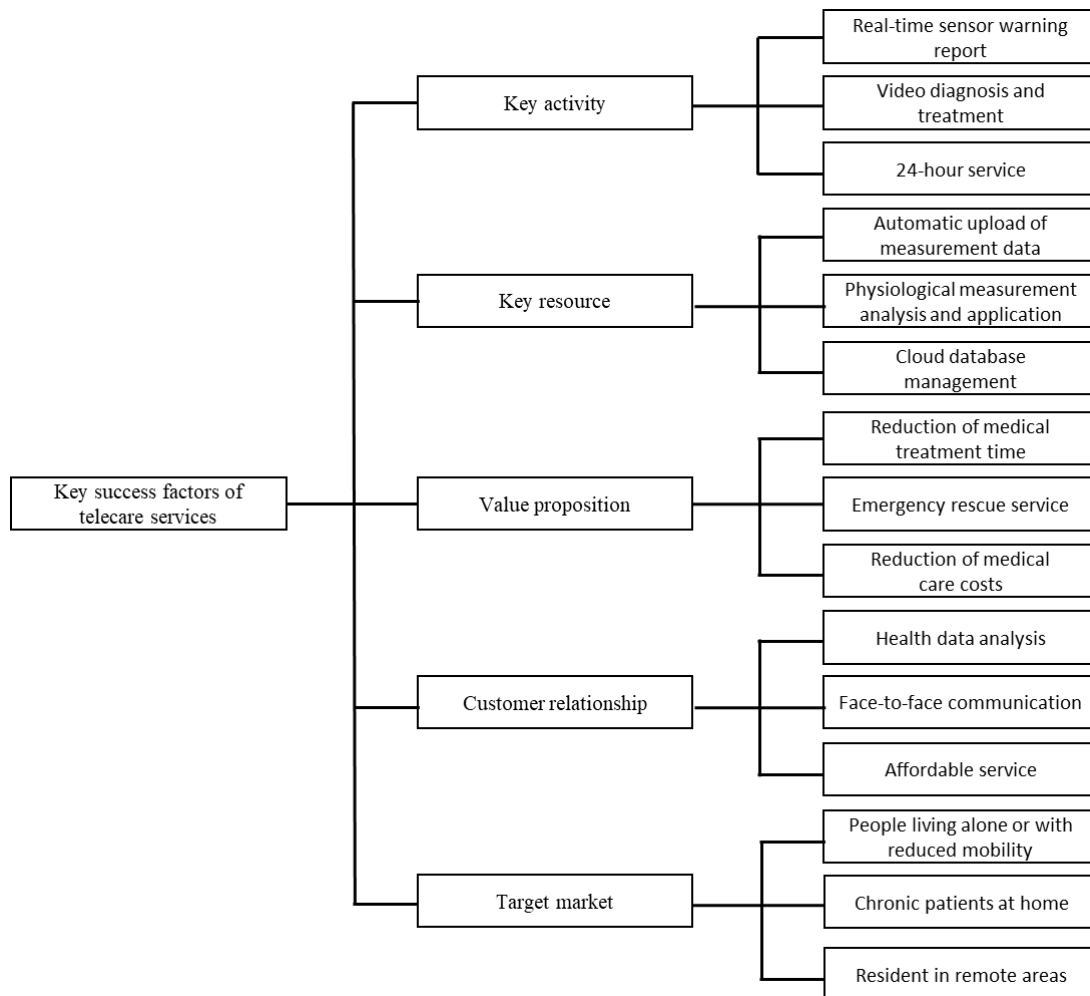 Key success factors of
telecare services
Key activity
Real-time sensor warning
report
Video diagnosis and
treatment
24-hour service
Key resource
Automatic upload of
measurement data
Physiological measurement
analysis and application
Cloud database
management
Value proposition
Reduction of medical
treatment time
Emergency rescue service
Reduction of medical
care costs
Customer relationship
Health data analysis
Face-to-face communication
Affordable service
Target market
People living alone or with
reduced mobility
Chronic patients at home
Resident in remote areas